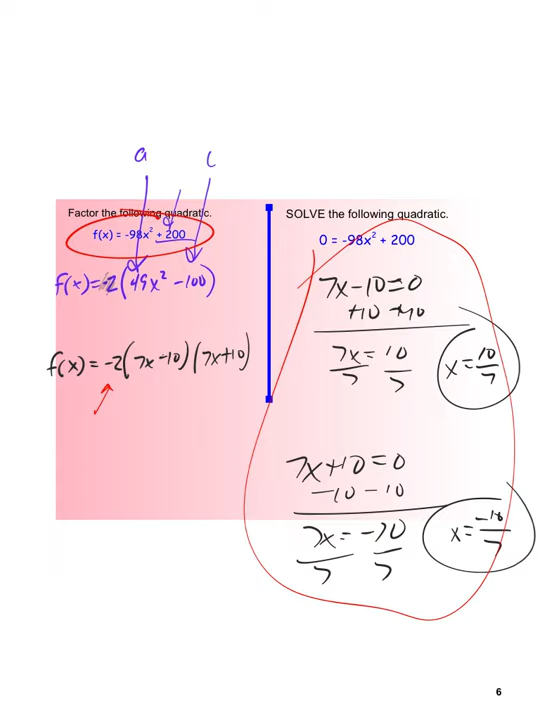 a c
Factor the following quadratic.
f(x) = -98x² + 200
f(x) = -2(49x² - 100)
f(x) = -2(7x - 10)(7x + 10)
SOLVE the following quadratic.
0 = -98x² + 200
7x - 10 = 0
+10 +10
7x = 10
7 7
x = 10/7
7x + 10 = 0
-10 -10
7x = -10
7 7
x = -10/7
6